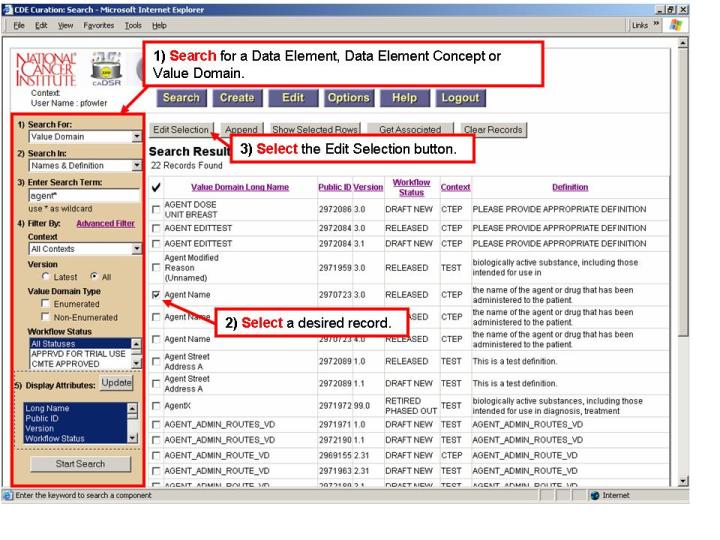 CDE Curation: Search - Microsoft Internet Explorer
File Edit View Favorites Tools Help
Links »
NATIONAL
CANCER
INSTITUTE
caDSR
1) Search for a Data Element, Data Element Concept or
Value Domain.
Context:
User Name : pfowler
Search Create Edit Options Help Logout
1) Search For:
Value Domain
2) Search In:
Names & Definition
3) Enter Search Term:
agent*
use * as wildcard
4) Filter By: Advanced Filter
Context
All Contexts
Version
Latest All
Value Domain Type
Enumerated
Non-Enumerated
Workflow Status
All Statuses
APPRVD FOR TRIAL USE
CMTE APPROVED
5) Display Attributes: Update
Long Name
Public ID
Version
Workflow Status
Start Search
Edit Selection Append Show Selected Rows Get Associated Clear Records
3) Select the Edit Selection button.
Search Result
22 Records Found
Value Domain Long Name Public ID Version Workflow Status Context Definition
AGENT DOSE UNIT BREAST 2972086 3.0 DRAFT NEW CTEP PLEASE PROVIDE APPROPRIATE DEFINITION
AGENT EDITTEST 2972084 3.0 RELEASED CTEP PLEASE PROVIDE APPROPRIATE DEFINITION
AGENT EDITTEST 2972084 3.1 DRAFT NEW CTEP PLEASE PROVIDE APPROPRIATE DEFINITION
Agent Modified Reason (Unnamed) 2971959 3.0 RELEASED TEST biologically active substance, including those intended for use in
Agent Name 2970723 3.0 RELEASED CTEP the name of the agent or drug that has been administered to the patient.
2) Select a desired record.
Agent Name CTEP the name of the agent or drug that has been administered to the patient.
Agent Name 2970723 4.0 RELEASED CTEP the name of the agent or drug that has been administered to the patient.
Agent Street Address A 2972089 1.0 RELEASED TEST This is a test definition.
Agent Street Address A 2972089 1.1 DRAFT NEW TEST This is a test definition.
AgentX 2971972 99.0 RETIRED PHASED OUT TEST biologically active substances, including those intended for use in diagnosis, treatment
AGENT_ADMIN_ROUTES_VD 2971971 1.0 DRAFT NEW TEST AGENT_ADMIN_ROUTES_VD
AGENT_ADMIN_ROUTES_VD 2972190 1.1 DRAFT NEW TEST AGENT_ADMIN_ROUTES_VD
AGENT_ADMIN_ROUTE_VD 2969155 2.31 DRAFT NEW CTEP AGENT_ADMIN_ROUTE_VD
AGENT_ADMIN_ROUTE_VD 2971963 2.31 DRAFT NEW TEST AGENT_ADMIN_ROUTE_VD
AGENT_ADMIN_ROUTE_VD 2972189 3.1 DRAFT NEW TEST AGENT_ADMIN_ROUTE_VD
Enter the keyword to search a component
Internet